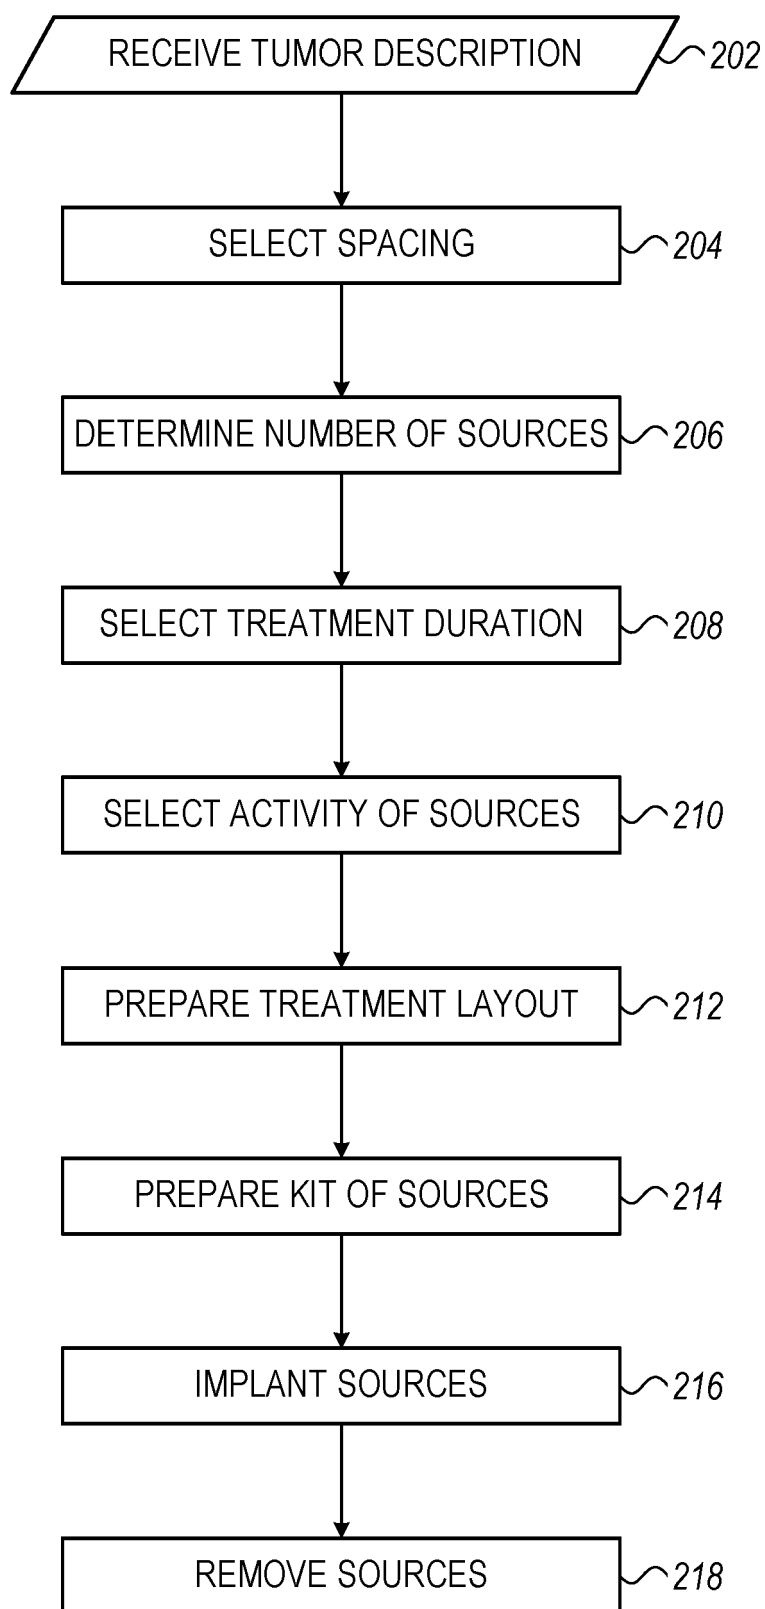 RECEIVE TUMOR DESCRIPTION 202
SELECT SPACING 204
DETERMINE NUMBER OF SOURCES 206
SELECT TREATMENT DURATION 208
SELECT ACTIVITY OF SOURCES 210
PREPARE TREATMENT LAYOUT 212
PREPARE KIT OF SOURCES 214
IMPLANT SOURCES 216
REMOVE SOURCES 218